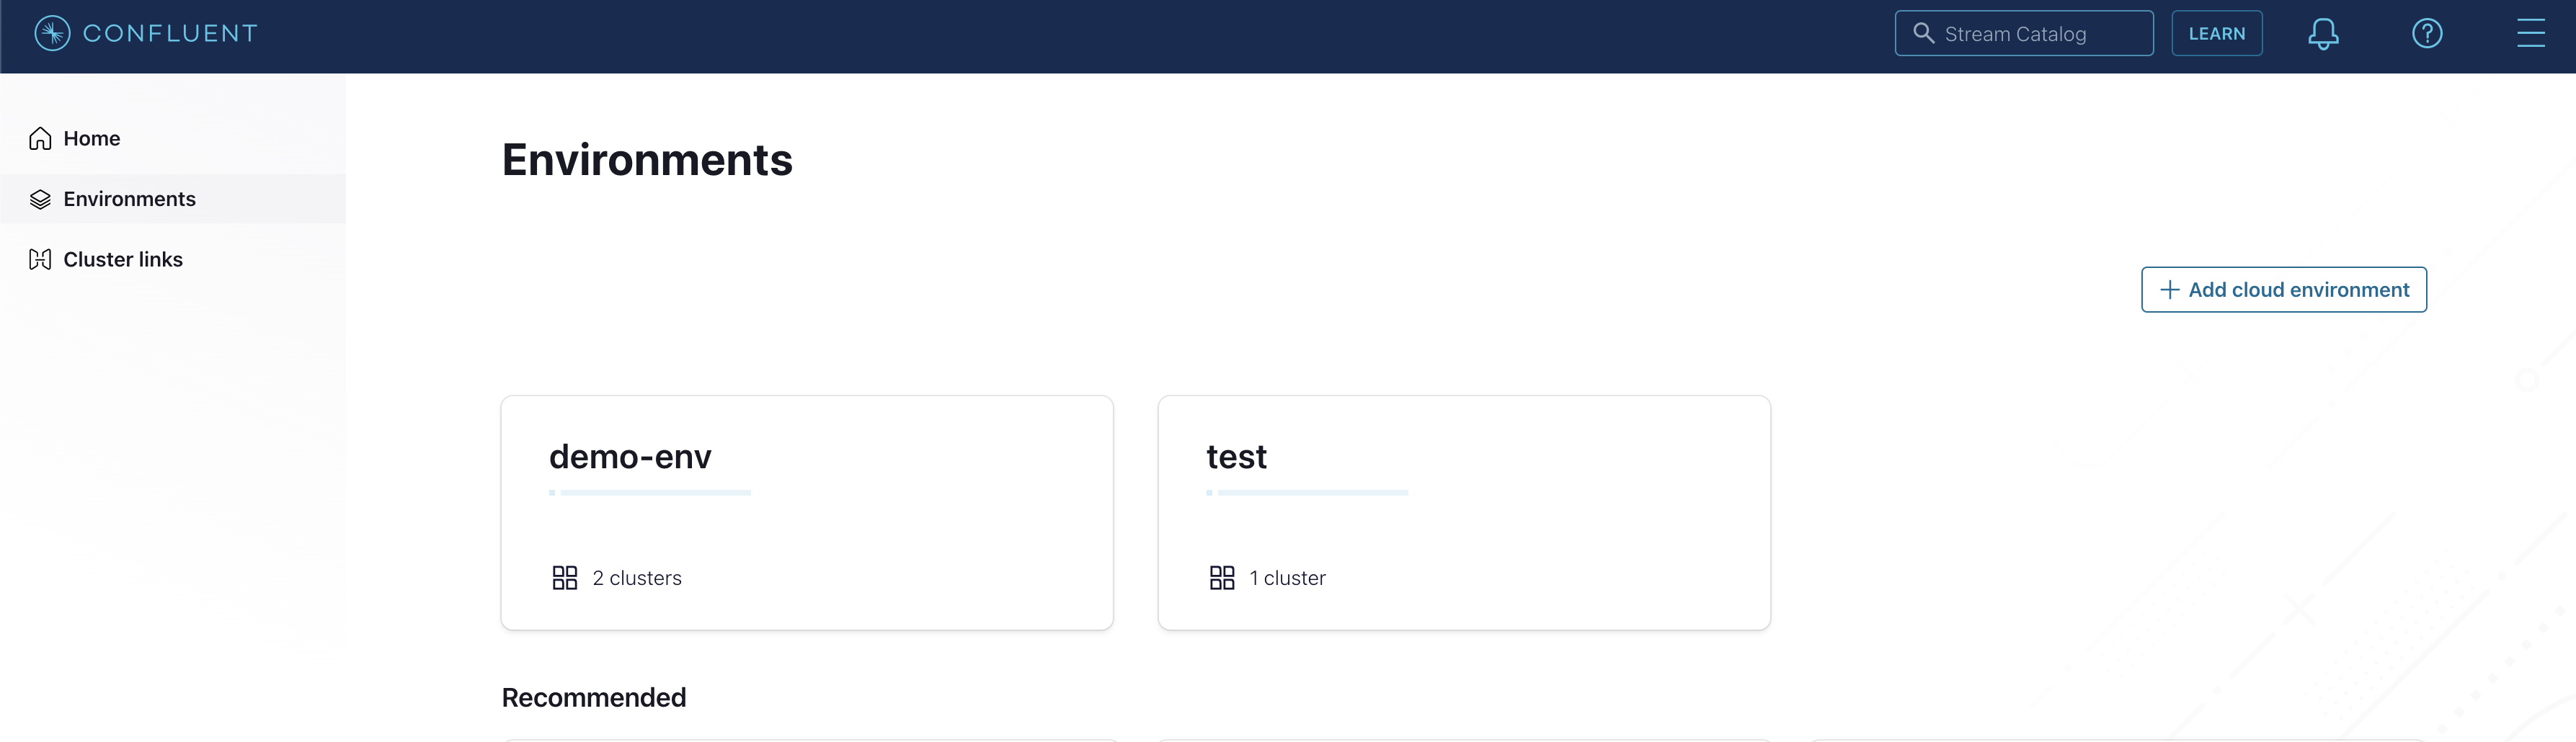 CONFLUENT
Stream Catalog
LEARN
Home
Environments
Cluster links
Environments
Add cloud environment
demo-env
2 clusters
test
1 cluster
Recommended